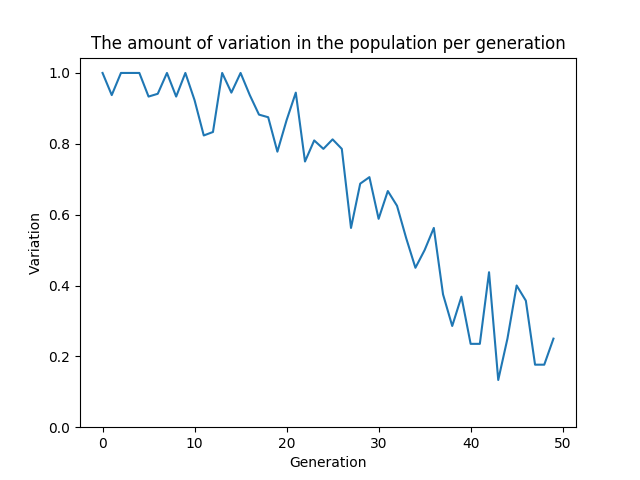 The amount of variation in the population per generation
1.0
0.8
0.6
0.4
0.2
0.0
Variation
0 10 20 30 40 50
Generation